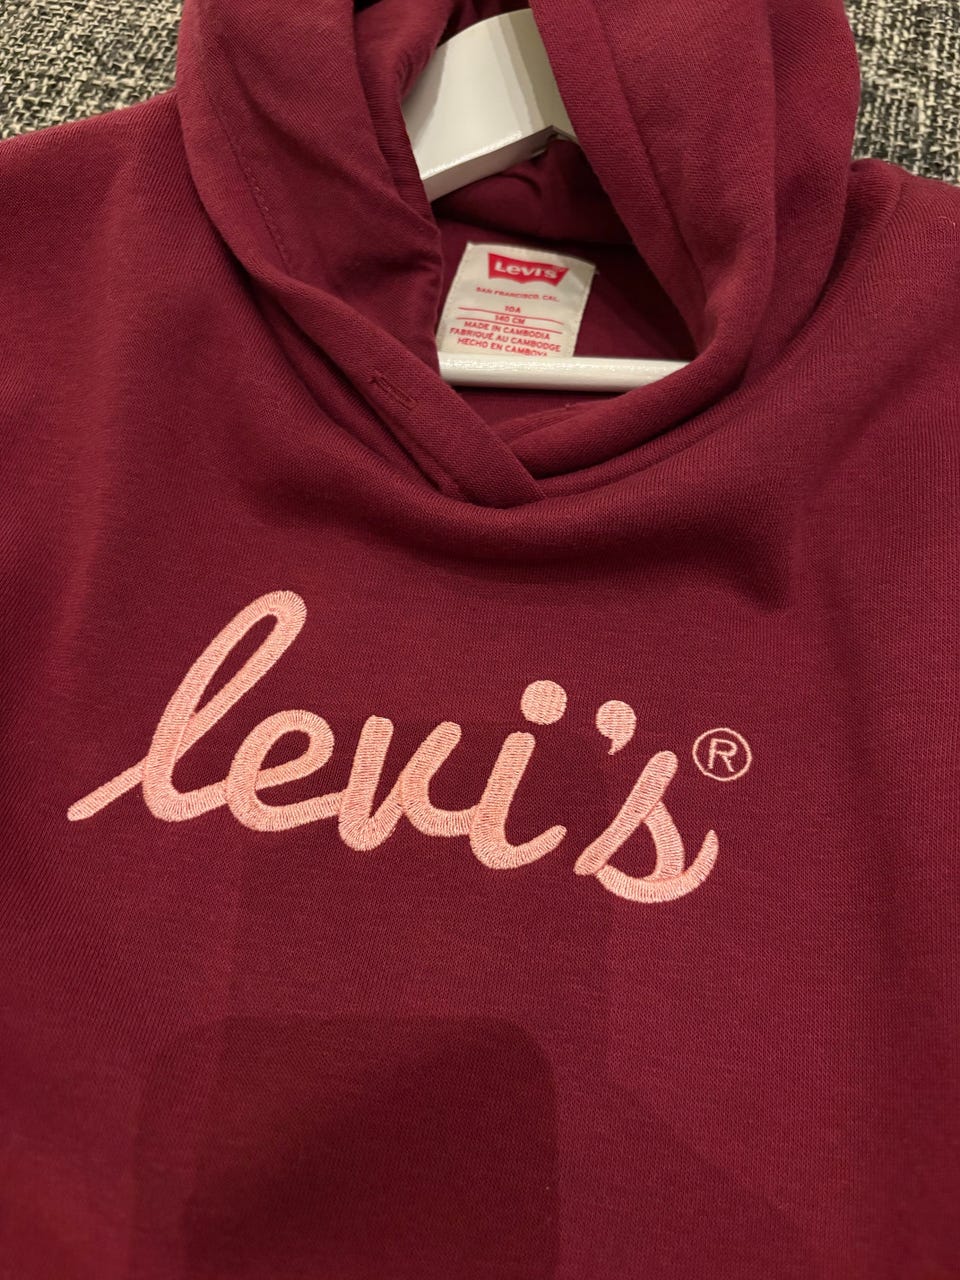 Levi's
SAN FRANCISCO, CAL.
10A
140 CM
MADE IN CAMBODIA
FABRIQUÉ AU CAMBODGE
HECHO EN CAMBOYA
levi's®